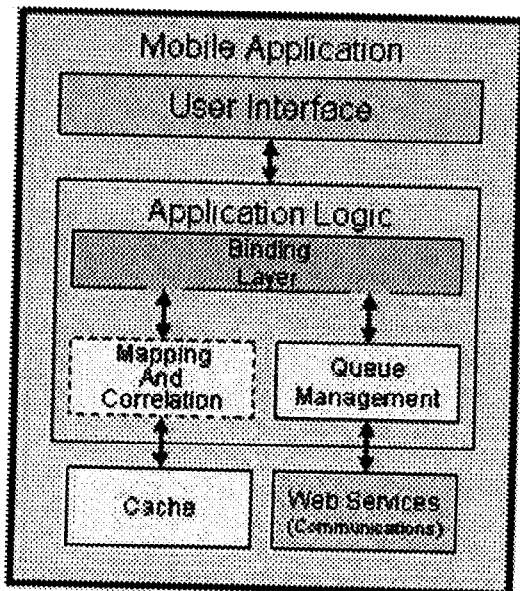 Mobile Application
User Interface
Application Logic
Binding
Layer
Mapping
And
Correlation
Queue
Management
Cache
Web Services
(Communications)